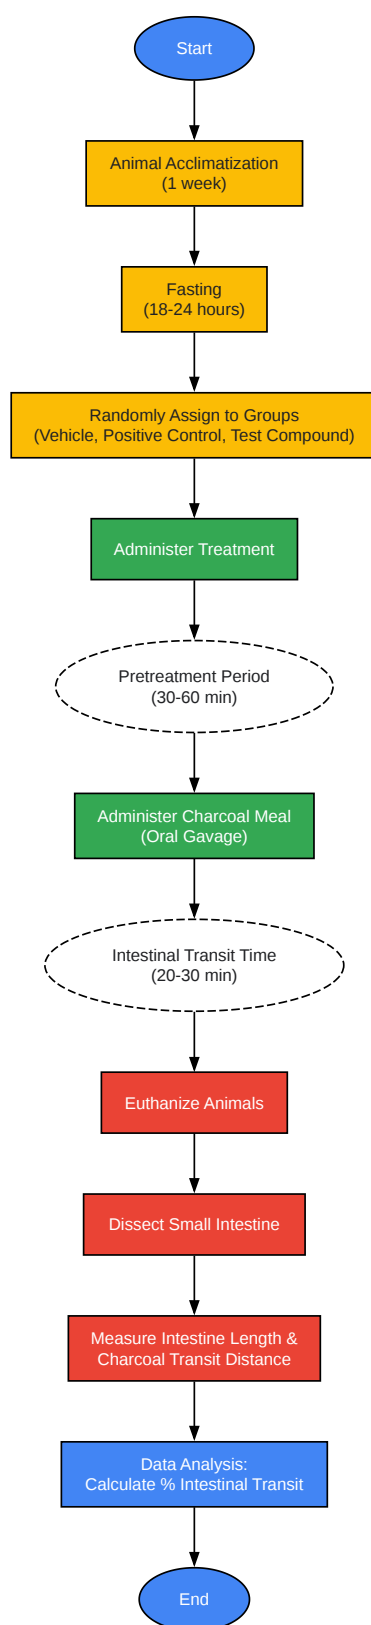 Start
Animal Acclimatization
(1 week)
Fasting
(18-24 hours)
Randomly Assign to Groups
(Vehicle, Positive Control, Test Compound)
Administer Treatment
Pretreatment Period
(30-60 min)
Administer Charcoal Meal
(Oral Gavage)
Intestinal Transit Time
(20-30 min)
Euthanize Animals
Dissect Small Intestine
Measure Intestine Length &
Charcoal Transit Distance
Data Analysis:
Calculate % Intestinal Transit
End